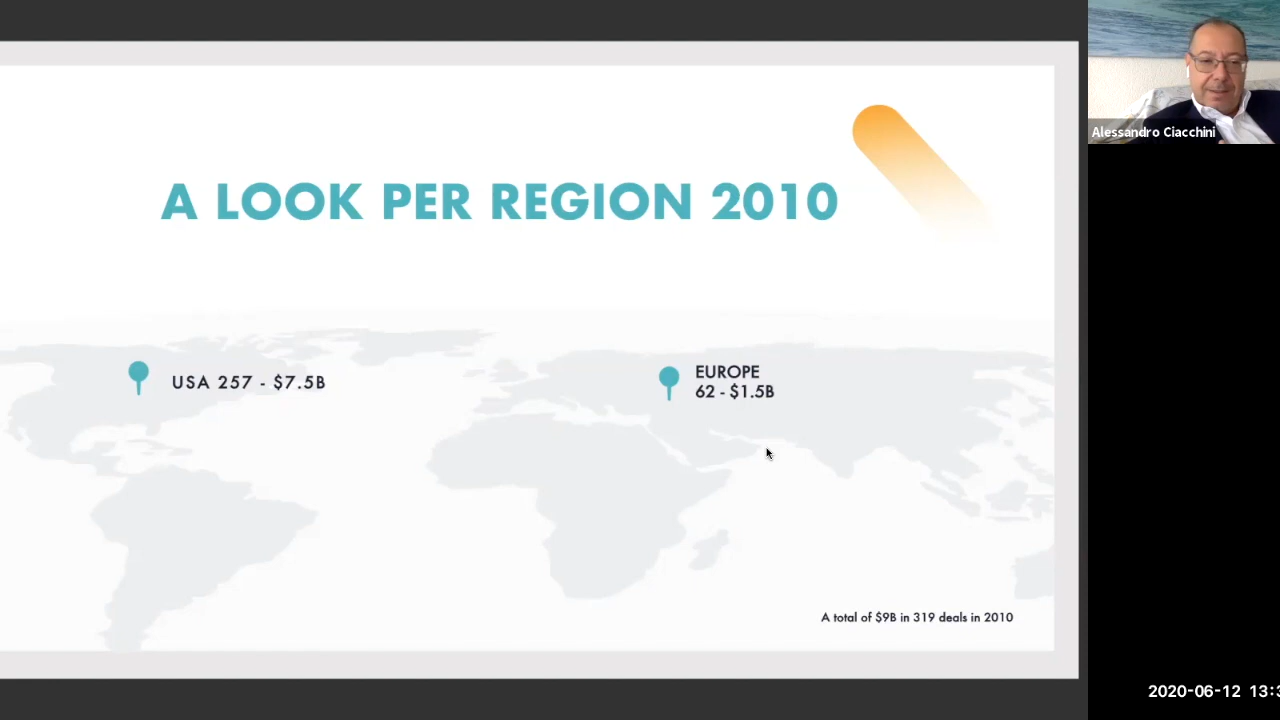 A LOOK PER REGION 2010
USA 257 - $7.5B
EUROPE
62 - $1.5B
A total of $9B in 319 deals in 2010
Alessandro Ciacchini
2020-06-12 13:3